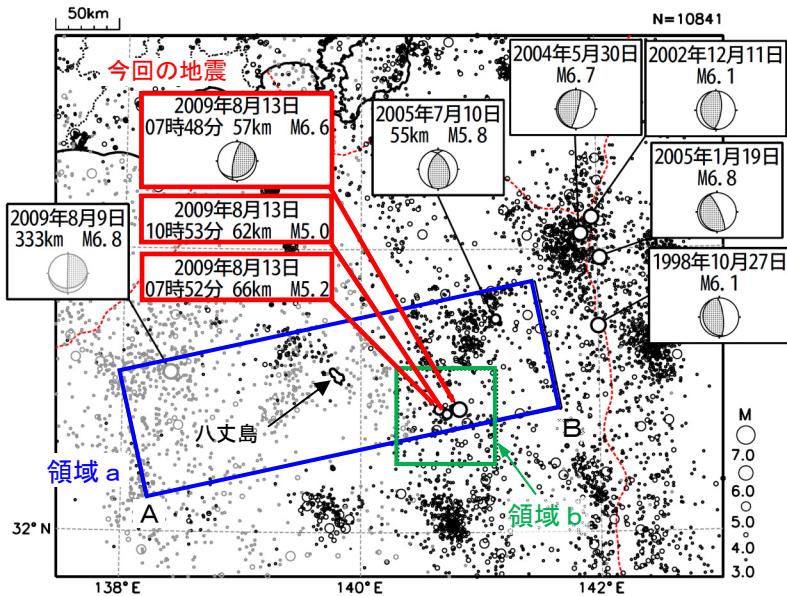 50km
N=10841
今回の地震
2009年8月13日
07時48分 57km M6.6
2009年8月13日
10時53分 62km M5.0
2009年8月13日
07時52分 66km M5.2
2009年8月9日
333km M6.8
2005年7月10日
55km M5.8
2004年5月30日
M6.7
2002年12月11日
M6.1
2005年1月19日
M6.8
1998年10月27日
M6.1
八丈島
領域a
A
B
領域b
M
7.0
6.0
5.0
4.0
3.0
32°N
138°E
140°E
142°E